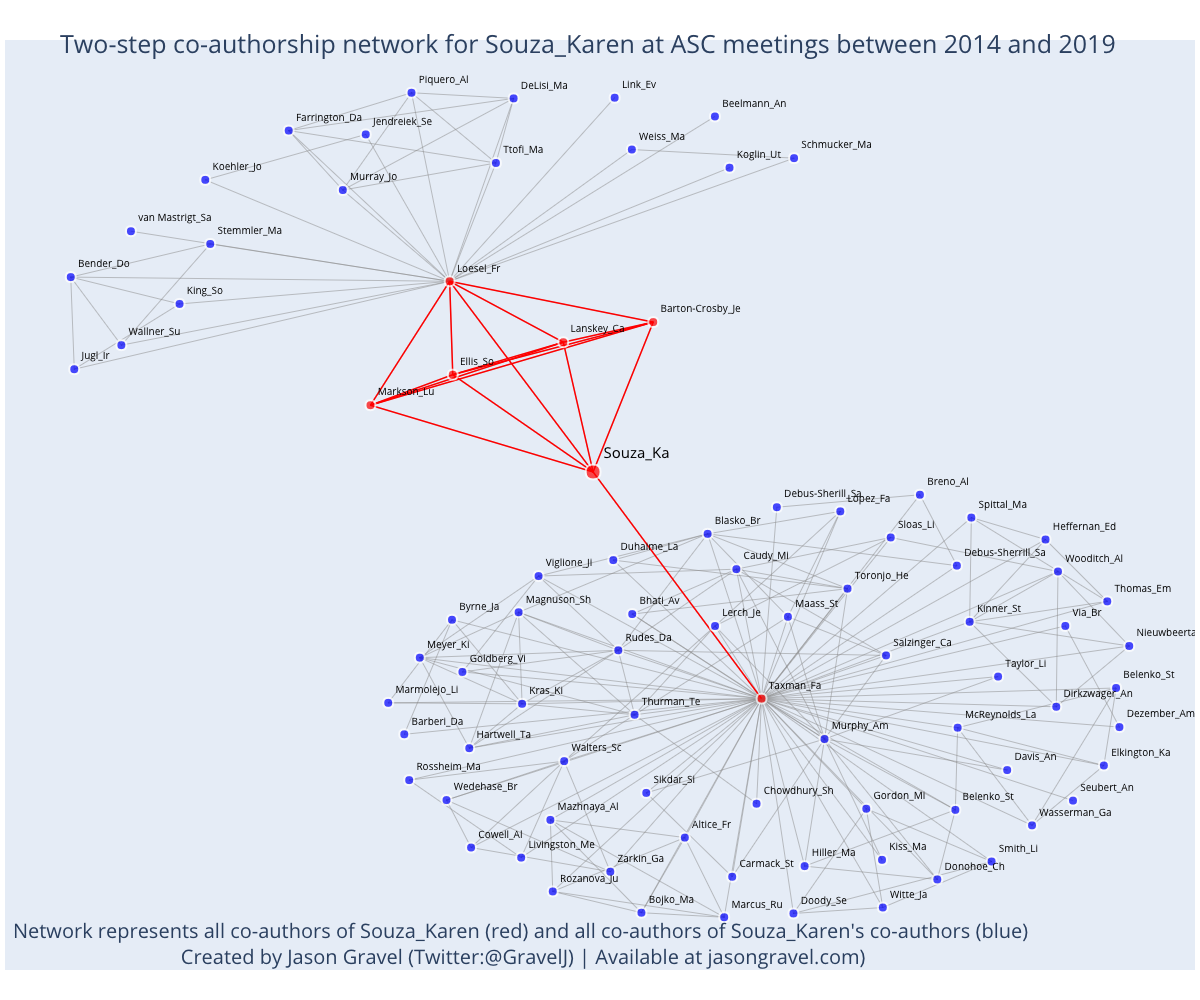 Two-step co-authorship network for Souza_Karen at ASC meetings between 2014 and 2019
Piquero_Al
DeLisi_Ma
Link_Ev
Beelmann_An
Farrington_Da
Jendreiek_Se
Weiss_Ma
Schmucker_Ma
Ttofi_Ma
Koglin_Ut
Koehler_Jo
Murray_Jo
van Mastrigt_Sa
Stemmler_Ma
Bender_Do
Loesel_Fr
King_So
Barton-Crosby_Je
Wallner_Su
Lanskey_Ca
Jugl_Ir
Ellis_So
Markson_Lu
Souza_Ka
Breno_Al
Debus-Sherill_Sa
Lopez_Fa
Spittal_Ma
Blasko_Br
Sloas_Li
Heffernan_Ed
Duhaime_La
Caudy_Mi
Debus-Sherrill_Sa
Wooditch_Al
Viglione_Ji
Toronjo_He
Thomas_Em
Magnuson_Sh
Bhati_Av
Maass_St
Byrne_Ja
Lerch_Je
Kinner_St
Via_Br
Nieuwbeerta
Meyer_Ki
Rudes_Da
Salzinger_Ca
Goldberg_Vi
Taylor_Li
Belenko_St
Marmolejo_Li
Kras_Ki
Taxman_Fa
Dirkzwager_An
Thurman_Te
Barberi_Da
Murphy_Am
McReynolds_La
Dezember_Am
Hartwell_Ta
Walters_Sc
Davis_An
Elkington_Ka
Rossheim_Ma
Wedehase_Br
Sikdar_Si
Chowdhury_Sh
Gordon_Mi
Belenko_St
Seubert_An
Mazhnaya_Al
Wasserman_Ga
Cowell_Al
Livingston_Me
Altice_Fr
Zarkin_Ga
Carmack_St
Hiller_Ma
Kiss_Ma
Smith_Li
Donohoe_Ch
Rozanova_Ju
Bojko_Ma
Marcus_Ru
Doody_Se
Witte_Ja
Network represents all co-authors of Souza_Karen (red) and all co-authors of Souza_Karen's co-authors (blue)
Created by Jason Gravel (Twitter:@GravelJ) | Available at jasongravel.com)